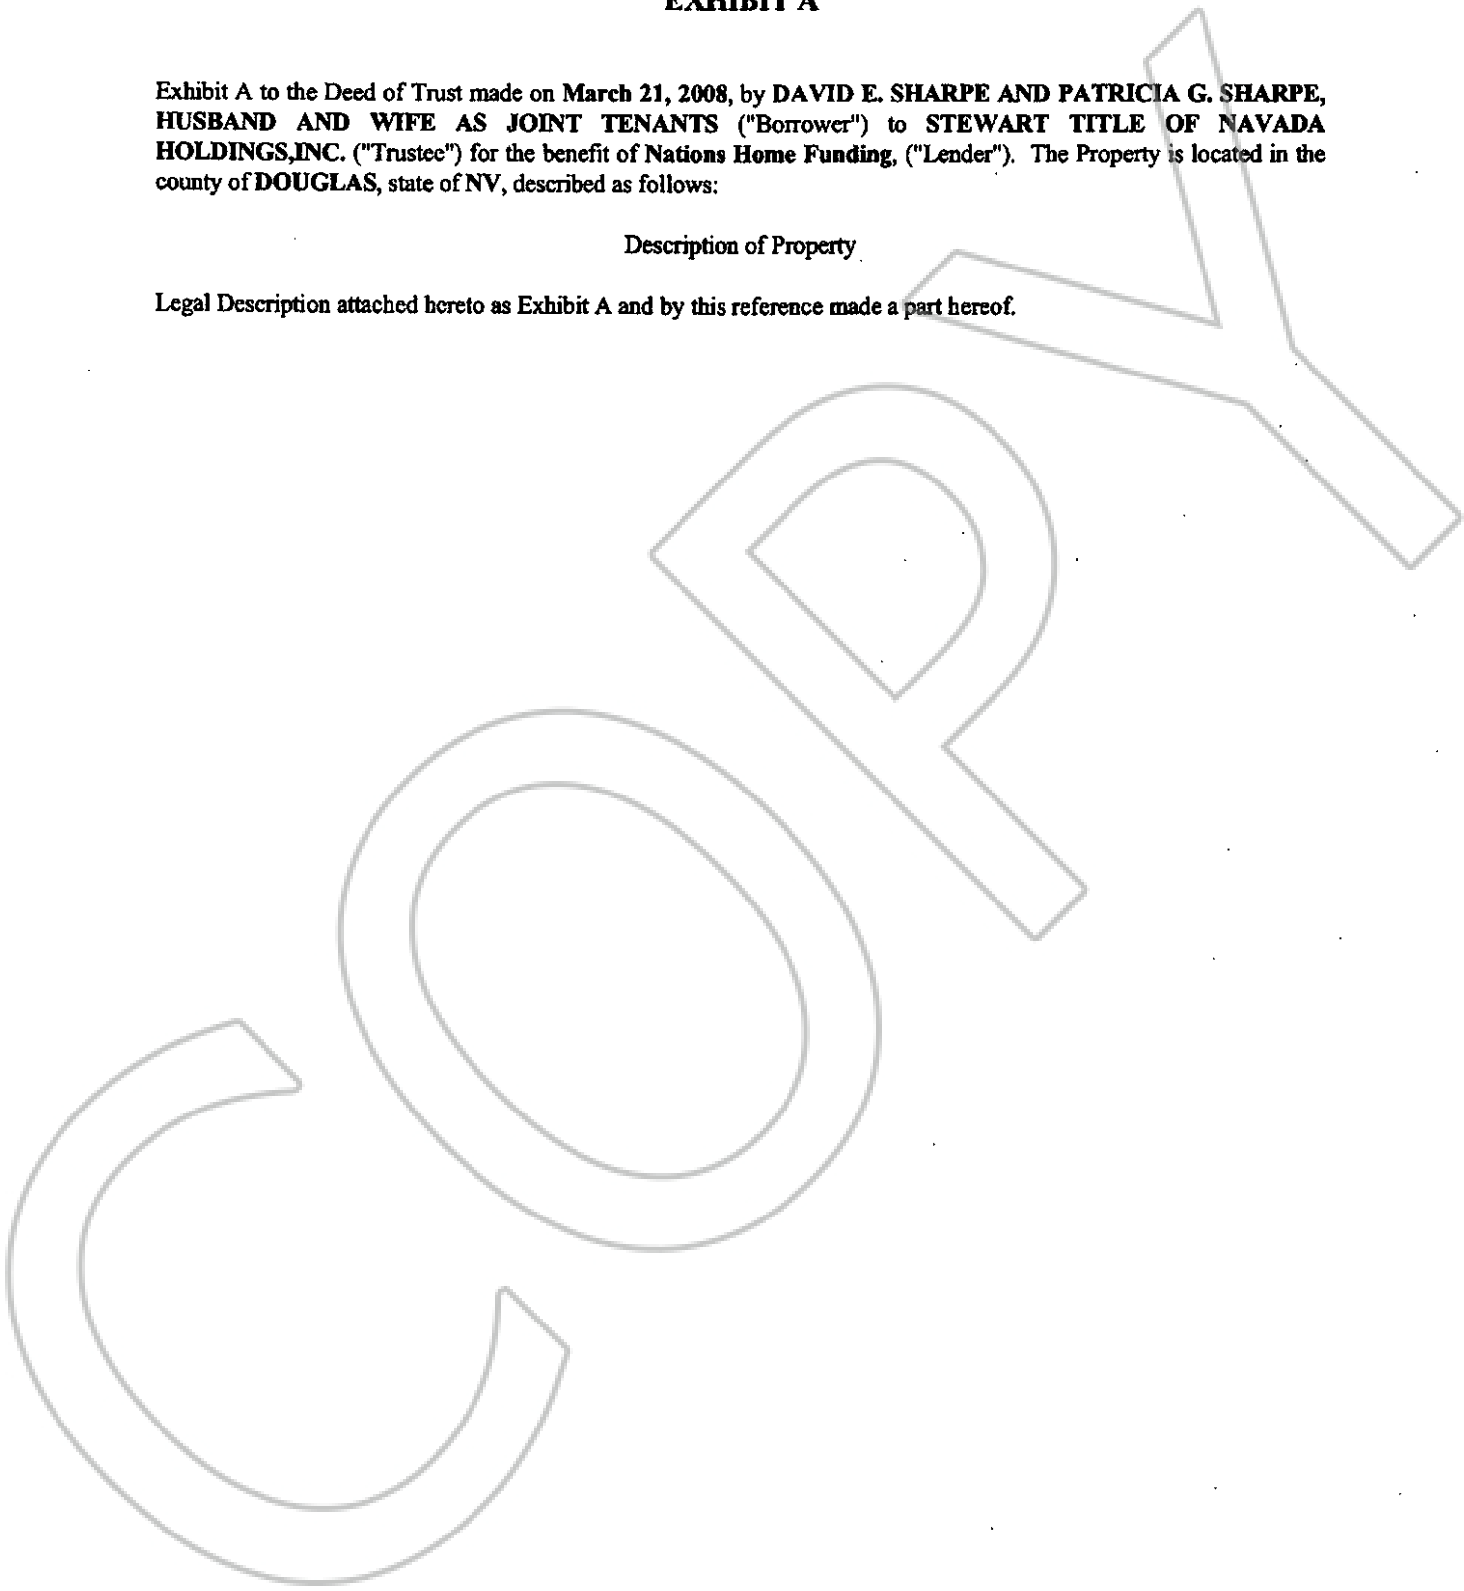 EXHIBIT A
Exhibit A to the Deed of Trust made on March 21, 2008, by DAVID E. SHARPE AND PATRICIA G. SHARPE,
HUSBAND AND WIFE AS JOINT TENANTS ("Borrower") to STEWART TITLE OF NAVADA
HOLDINGS,INC. ("Trustee") for the benefit of Nations Home Funding, ("Lender"). The Property is located in the
county of DOUGLAS, state of NV, described as follows:
Description of Property
Legal Description attached hereto as Exhibit A and by this reference made a part hereof.
COPY